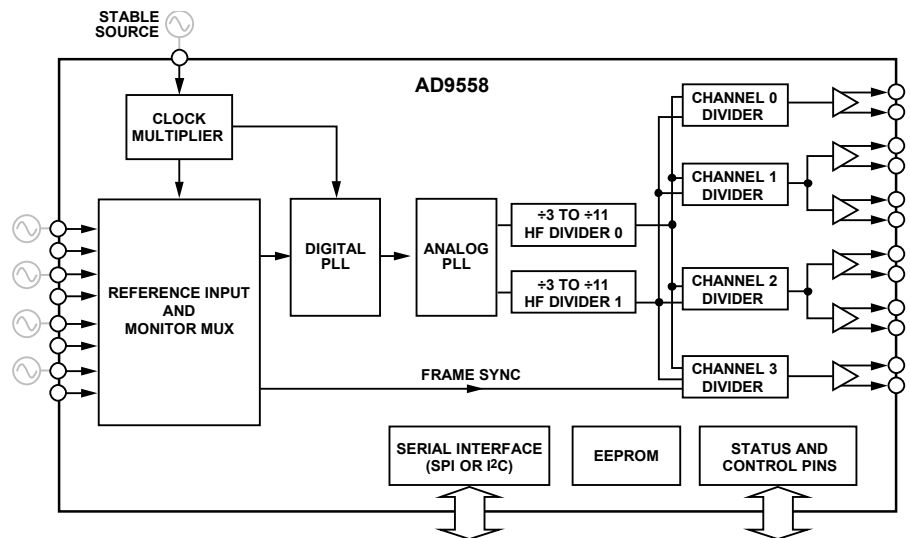 STABLE
SOURCE
AD9558
CLOCK
MULTIPLIER
CHANNEL 0
DIVIDER
CHANNEL 1
DIVIDER
÷3 TO ÷11
HF DIVIDER 0
DIGITAL
PLL
ANALOG
PLL
÷3 TO ÷11
HF DIVIDER 1
CHANNEL 2
DIVIDER
REFERENCE INPUT
AND
MONITOR MUX
FRAME SYNC
CHANNEL 3
DIVIDER
SERIAL INTERFACE
(SPI OR I²C)
EEPROM
STATUS AND
CONTROL PINS